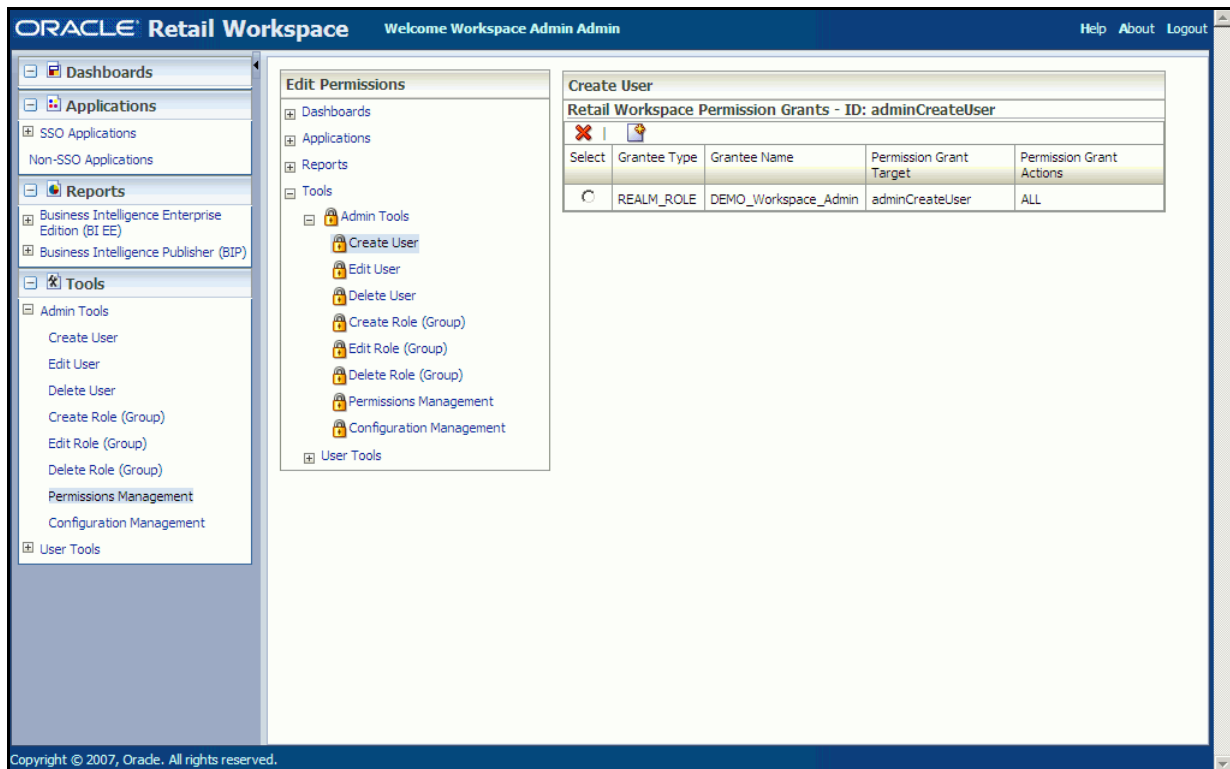 ORACLE Retail Workspace Welcome Workspace Admin Admin Help About Logout
Dashboards
Applications
SSO Applications
Non-SSO Applications
Reports
Business Intelligence Enterprise
Edition (BI EE)
Business Intelligence Publisher (BIP)
Tools
Admin Tools
Create User
Edit User
Delete User
Create Role (Group)
Edit Role (Group)
Delete Role (Group)
Permissions Management
Configuration Management
User Tools
Edit Permissions
Dashboards
Applications
Reports
Tools
Admin Tools
Create User
Edit User
Delete User
Create Role (Group)
Edit Role (Group)
Delete Role (Group)
Permissions Management
Configuration Management
User Tools
Create User
Retail Workspace Permission Grants - ID: adminCreateUser
Select Grantee Type Grantee Name Permission Grant Target Permission Grant Actions
REALM_ROLE DEMO_Workspace_Admin adminCreateUser ALL
Copyright © 2007, Oracle. All rights reserved.